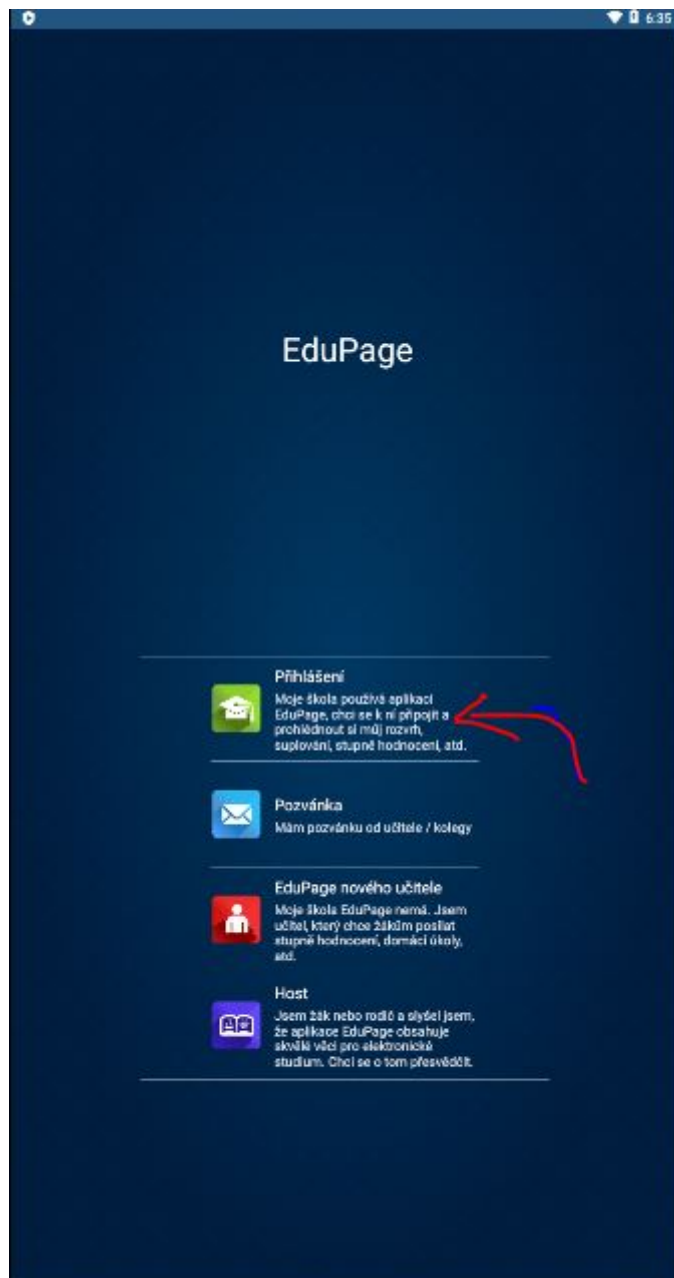 6:35
EduPage
Přihlášení
Moje škola používá aplikaci
EduPage, chci se k ní připojit a
prohlédnout si můj rozvrh,
suplování, stupně hodnocení, atd.
Pozvánka
Mám pozvánku od učitele / kolegy
EduPage nového učitele
Moje škola EduPage nemá. Jsem
učitel, který chce žákům posílat
stupně hodnocení, domácí úkoly,
atd.
Host
Jsem žák nebo rodič a slyšel jsem,
že aplikace EduPage obsahuje
skvělé věci pro elektronické
studium. Chci se o tom přesvědčit.